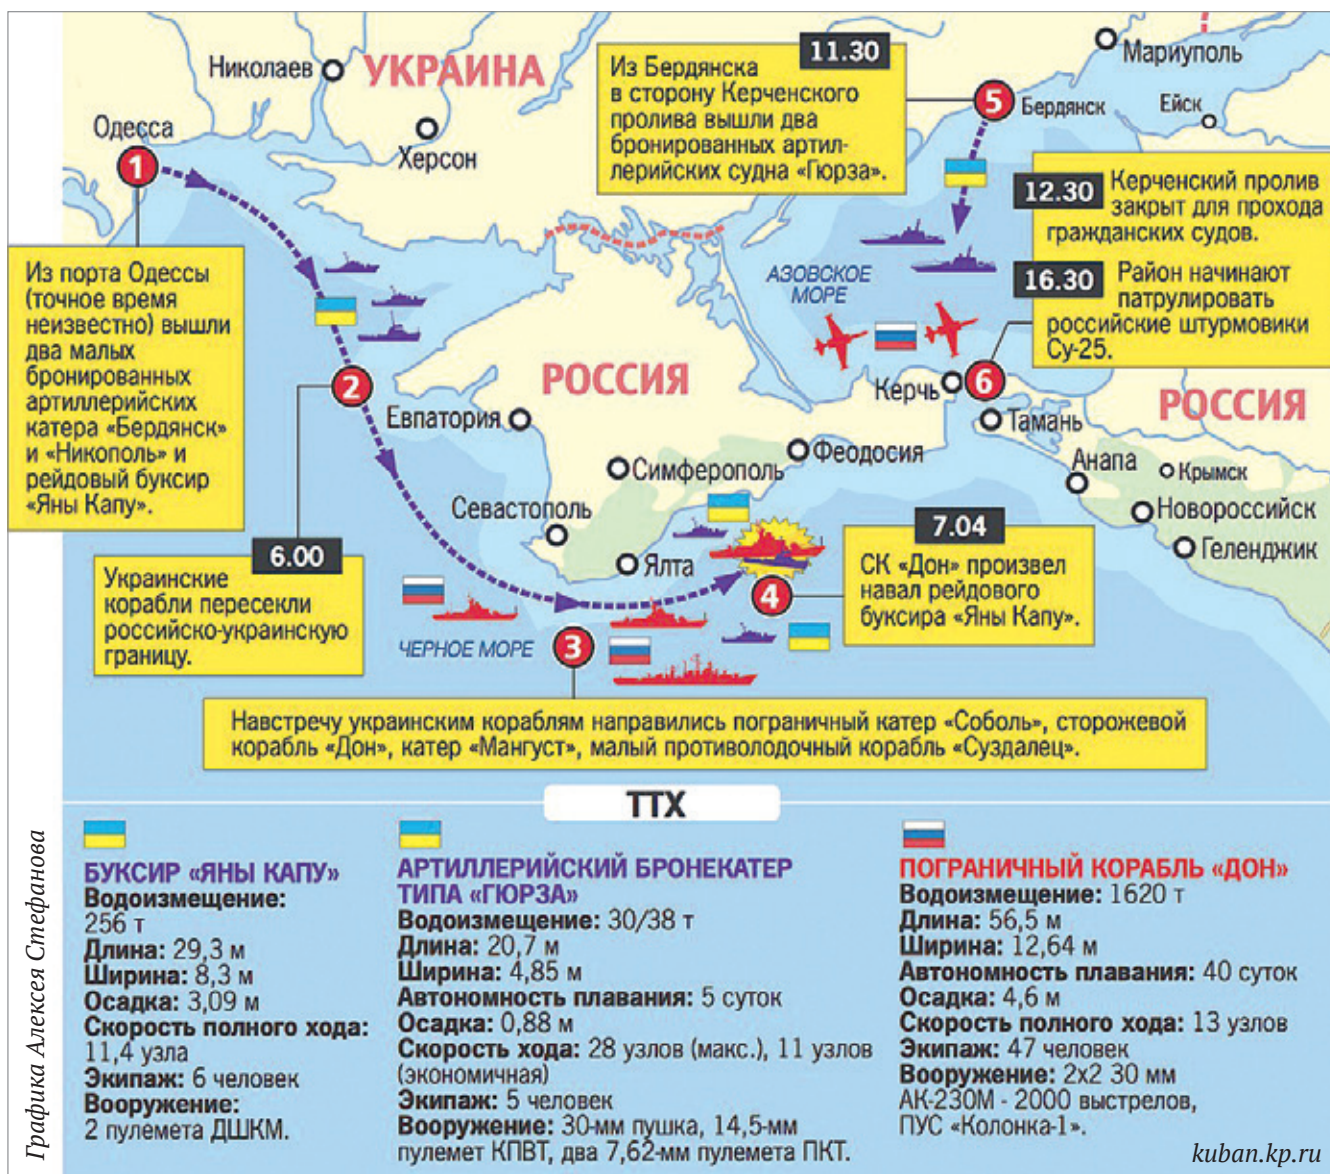 Николаев
УКРАИНА
Одесса
Херсон
11.30
Из Бердянска
в сторону Керченского
пролива вышли два
бронированных артил-
лерийских судна «Гюрза».
Мариуполь
5
Бердянск
Ейск
1
12.30
Керченский пролив
закрыт для прохода
гражданских судов.
16.30
Район начинают
патрулировать
российские штурмовики
Су-25.
АЗОВСКОЕ
МОРЕ
Из порта Одессы
(точное время
неизвестно) вышли
два малых
бронированных
артиллерийских
катера «Бердянск»
и «Никополь» и
рейдовый буксир
«Яны Капу».
2
РОССИЯ
Керчь
6
РОССИЯ
Евпатория
Тамань
Феодосия
Симферополь
Анапа
Крымск
Севастополь
Новороссийск
Геленджик
Ялта
6.00
Украинские
корабли пересекли
российско-украинскую
границу.
7.04
СК «Дон» произвел
навал рейдового
буксира «Яны Капу».
4
ЧЕРНОЕ МОРЕ
3
Навстречу украинским кораблям направились пограничный катер «Соболь», сторожевой
корабль «Дон», катер «Мангуст», малый противолодочный корабль «Суздалец».
ТТХ
БУКСИР «ЯНЫ КАПУ»
Водоизмещение:
256 т
Длина: 29,3 м
Ширина: 8,3 м
Осадка: 3,09 м
Скорость полного хода:
11,4 узла
Экипаж: 6 человек
Вооружение:
2 пулемета ДШКМ.
АРТИЛЛЕРИЙСКИЙ БРОНЕКАТЕР
ТИПА «ГЮРЗА»
Водоизмещение: 30/38 т
Длина: 20,7 м
Ширина: 4,85 м
Автономность плавания: 5 суток
Осадка: 0,88 м
Скорость хода: 28 узлов (макс.), 11 узлов
(экономичная)
Экипаж: 5 человек
Вооружение: 30-мм пушка, 14,5-мм
пулемет КПВТ, два 7,62-мм пулемета ПКТ.
ПОГРАНИЧНЫЙ КОРАБЛЬ «ДОН»
Водоизмещение: 1620 т
Длина: 56,5 м
Ширина: 12,64 м
Автономность плавания: 40 суток
Осадка: 4,6 м
Скорость полного хода: 13 узлов
Экипаж: 47 человек
Вооружение: 2х2 30 мм
АК-230М - 2000 выстрелов,
ПУС «Колонка-1».
Графика Алексея Стефанова
kuban.kp.ru